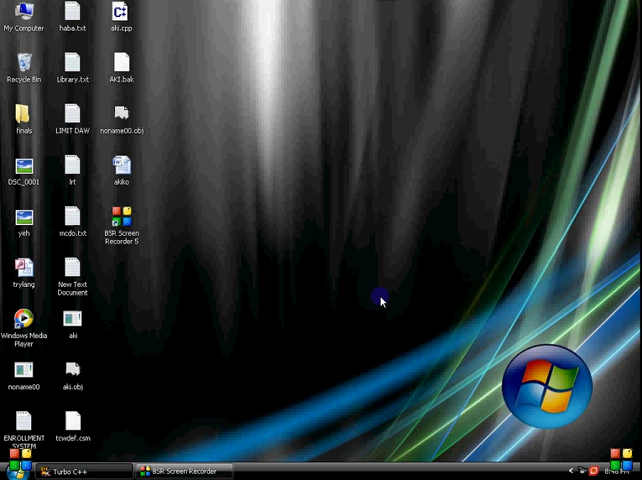 My Computer
haba.txt
aki.cpp
Recycle Bin
Library.txt
AKI.bak
finals
LIMIT DAW
noname00.obj
DSC_0001
lrt
akiko
yeh
mcdo.txt
BSR Screen
Recorder 5
trylang
New Text
Document
Windows Media
Player
aki
noname00
aki.obj
ENROLLMENT
SYSTEM
tcwdef.csm
Turbo C++
BSR Screen Recorder